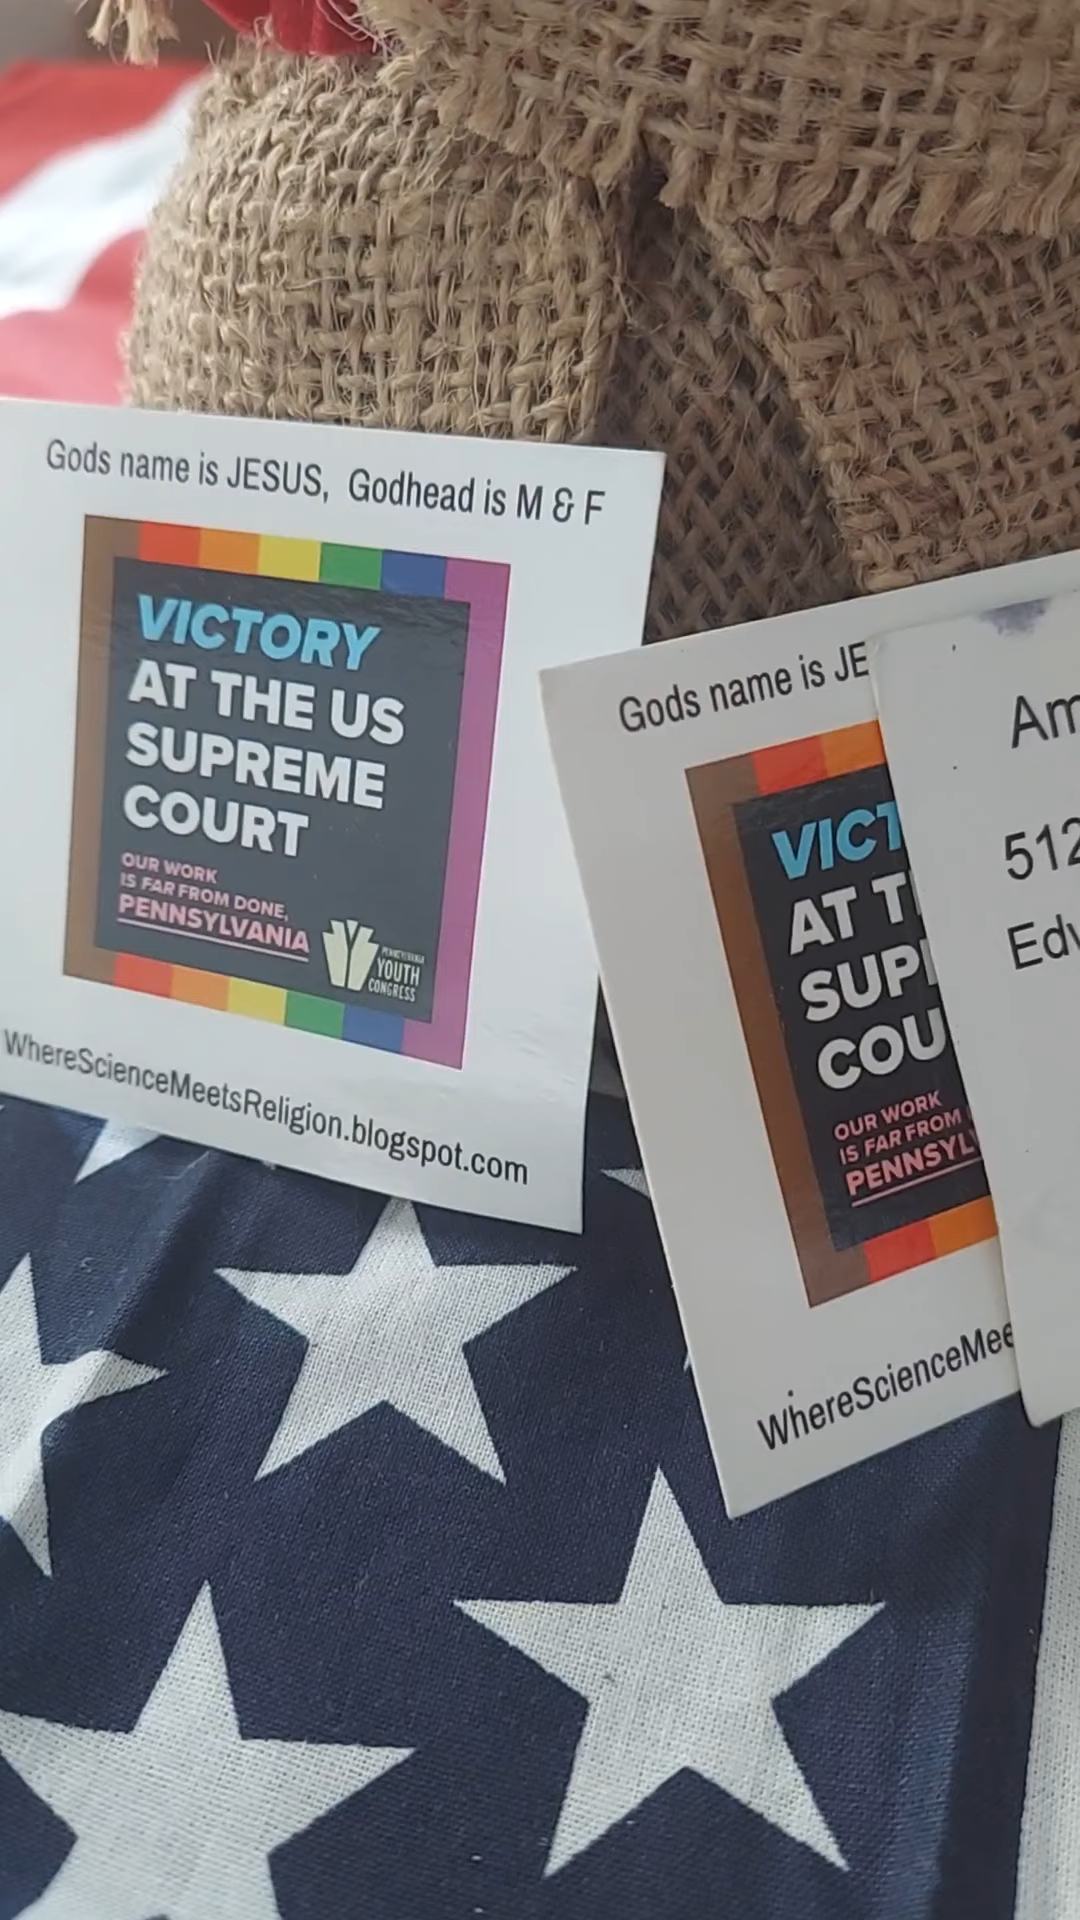 Gods name is JESUS, Godhead is M & F
VICTORY
AT THE US
SUPREME
COURT
OUR WORK
IS FAR FROM DONE,
PENNSYLVANIA
PENNSYLVANIA
YOUTH
CONGRESS
WhereScienceMeetsReligion.blogspot.com
Gods name is JE
VICT
AT T
SUP
COU
OUR WORK
IS FAR FROM
PENNSYL
WhereScienceMee
Am
512
Edv